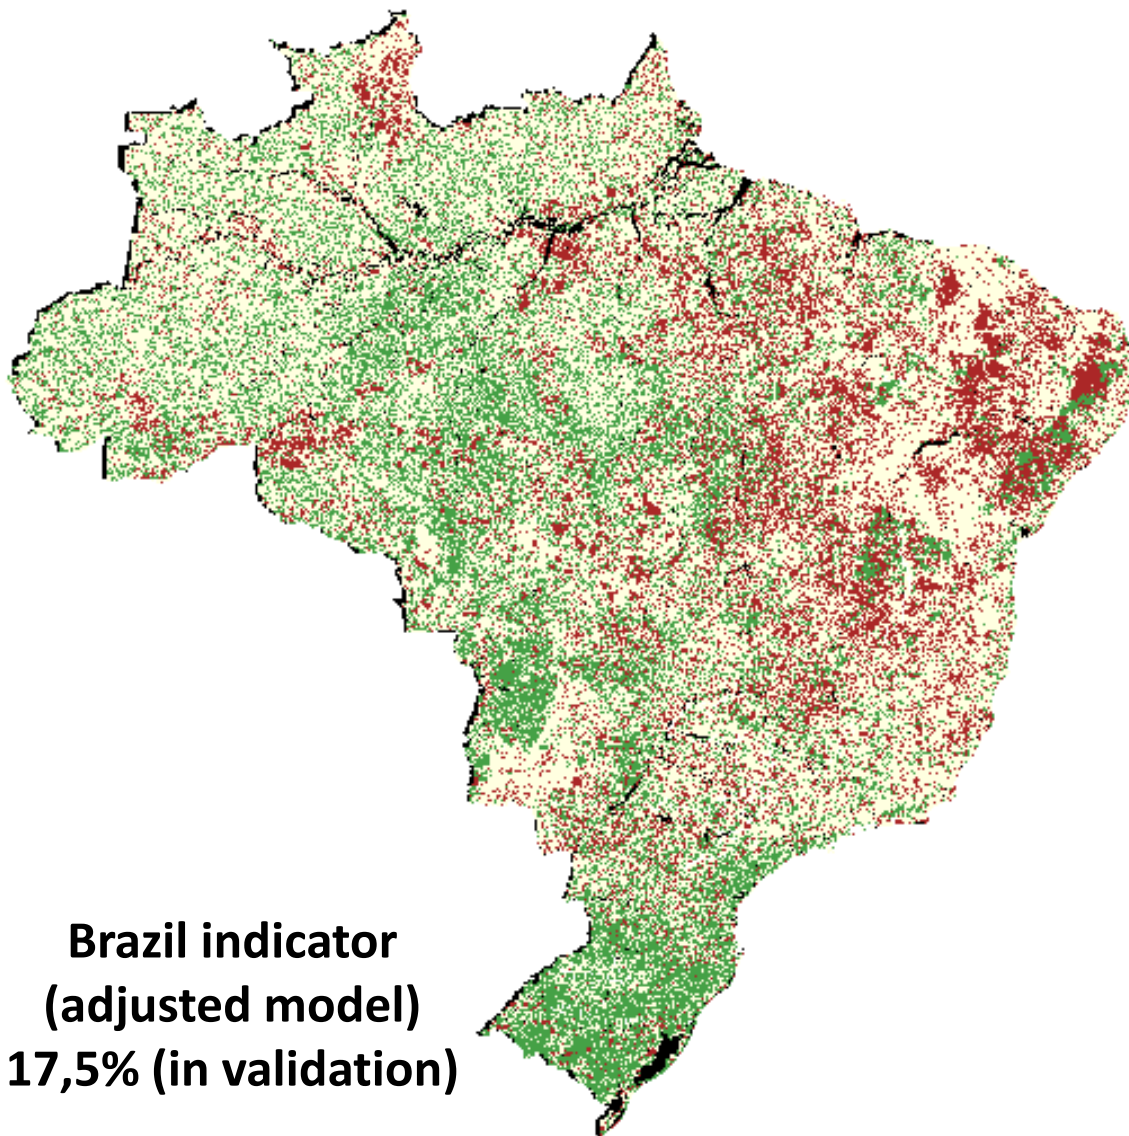 Brazil indicator
(adjusted model)
17,5% (in validation)